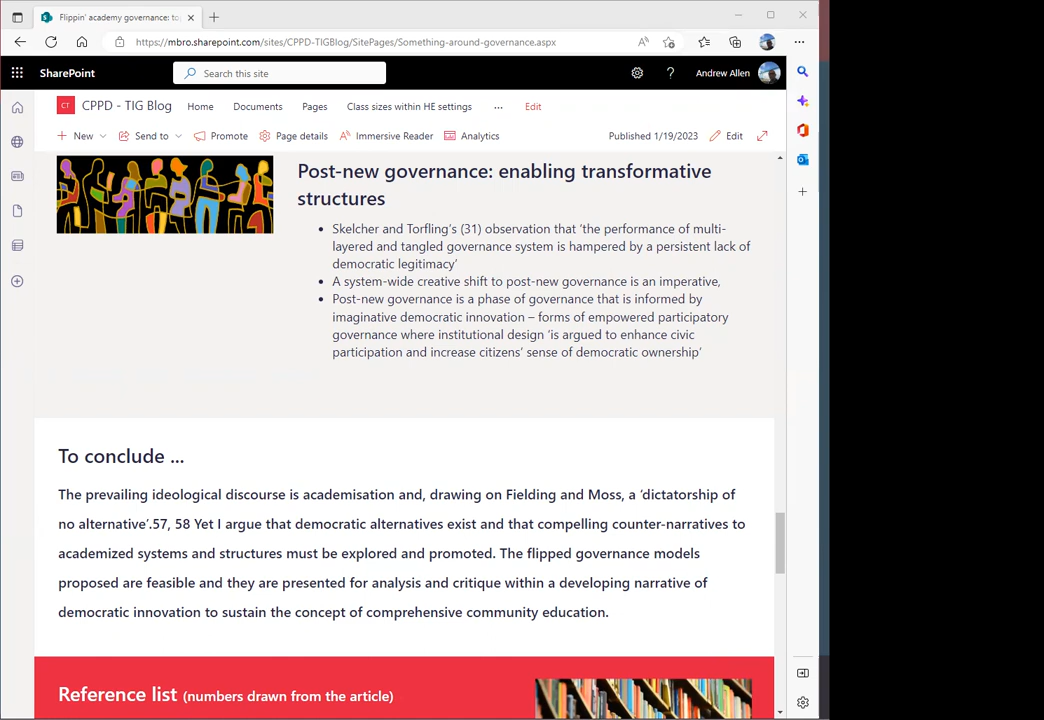 Flippin' academy governance: to
https://mbro.sharepoint.com/sites/CPPD-TIGBlog/SitePages/Something-around-governance.aspx
SharePoint
Search this site
Andrew Allen
CT
CPPD - TIG Blog
Home
Documents
Pages
Class sizes within HE settings
Edit
New
Send to
Promote
Page details
Immersive Reader
Analytics
Published 1/19/2023
Edit
Post-new governance: enabling transformative
structures
• Skelcher and Torfling's (31) observation that 'the performance of multi-
layered and tangled governance system is hampered by a persistent lack of
democratic legitimacy'
• A system-wide creative shift to post-new governance is an imperative,
• Post-new governance is a phase of governance that is informed by
imaginative democratic innovation – forms of empowered participatory
governance where institutional design 'is argued to enhance civic
participation and increase citizens' sense of democratic ownership'
To conclude ...
The prevailing ideological discourse is academisation and, drawing on Fielding and Moss, a 'dictatorship of
no alternative'.57, 58 Yet I argue that democratic alternatives exist and that compelling counter-narratives to
academized systems and structures must be explored and promoted. The flipped governance models
proposed are feasible and they are presented for analysis and critique within a developing narrative of
democratic innovation to sustain the concept of comprehensive community education.
Reference list (numbers drawn from the article)